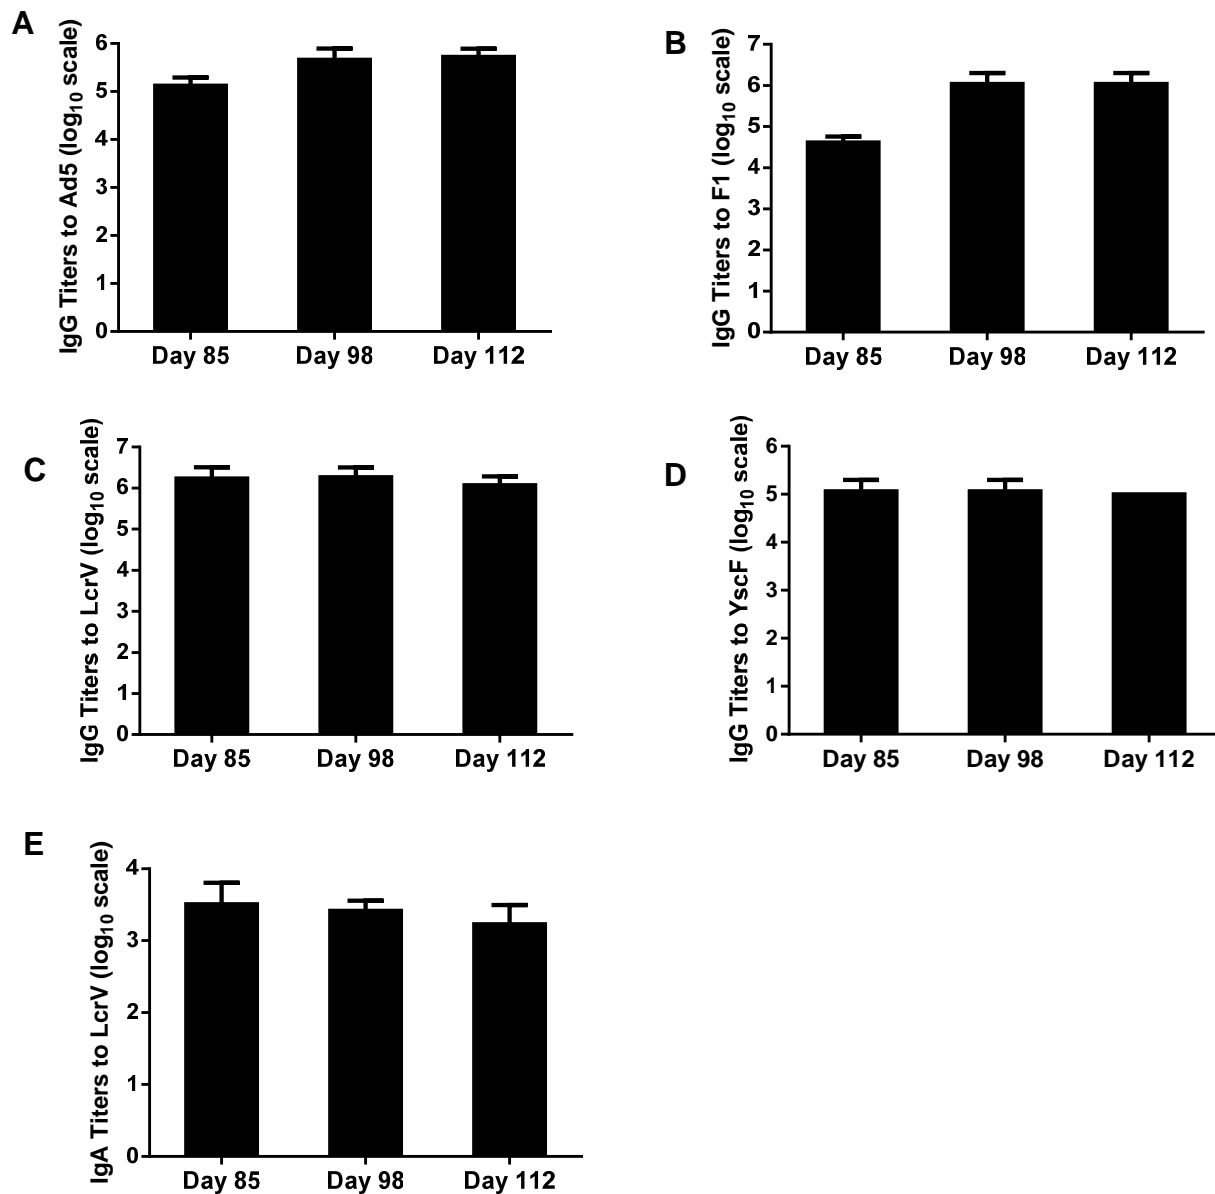 A
IgG Titers to Ad5 (log10 scale)
6
5
4
3
2
1
0
Day 85 Day 98 Day 112
B
IgG Titers to F1 (log10 scale)
7
6
5
4
3
2
1
0
Day 85 Day 98 Day 112
C
IgG Titers to LcrV (log10 scale)
7
6
5
4
3
2
1
0
Day 85 Day 98 Day 112
D
IgG Titers to YscF (log10 scale)
6
5
4
3
2
1
0
Day 85 Day 98 Day 112
E
IgA Titers to LcrV (log10 scale)
4
3
2
1
0
Day 85 Day 98 Day 112